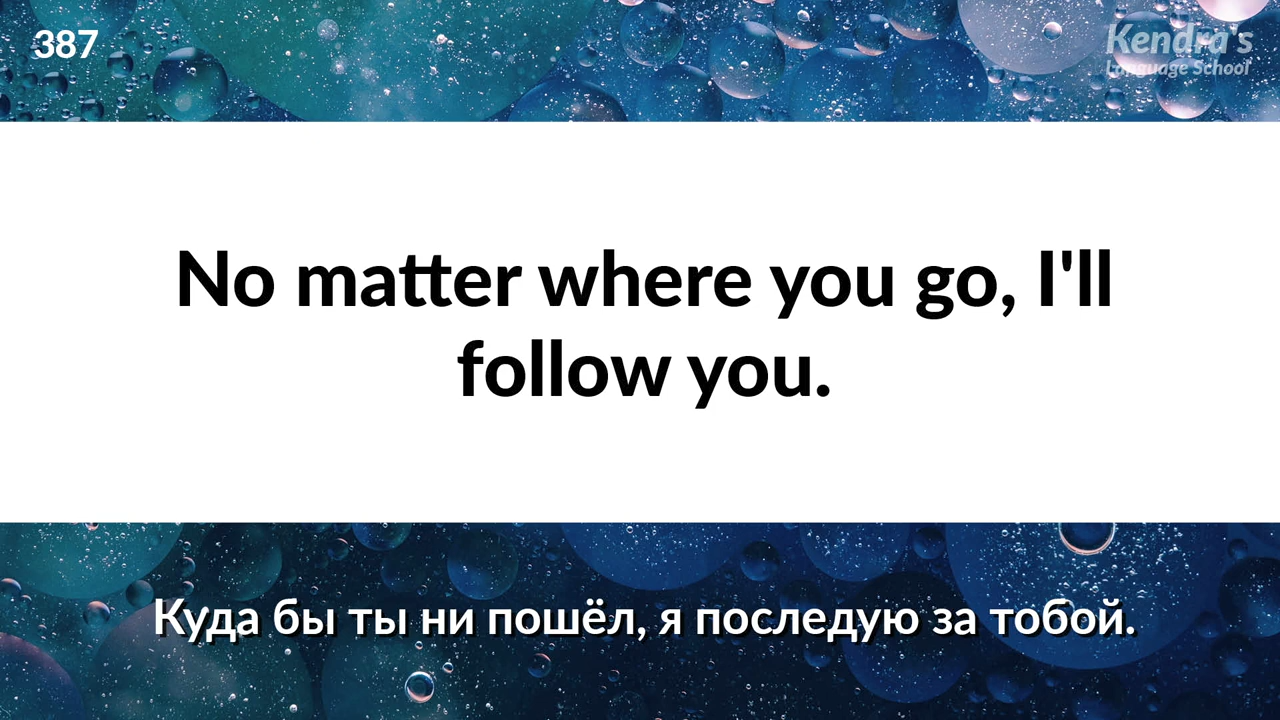 387
Kendra's
Language School
No matter where you go, I'll
follow you.
Куда бы ты ни пошёл, я последую за тобой.